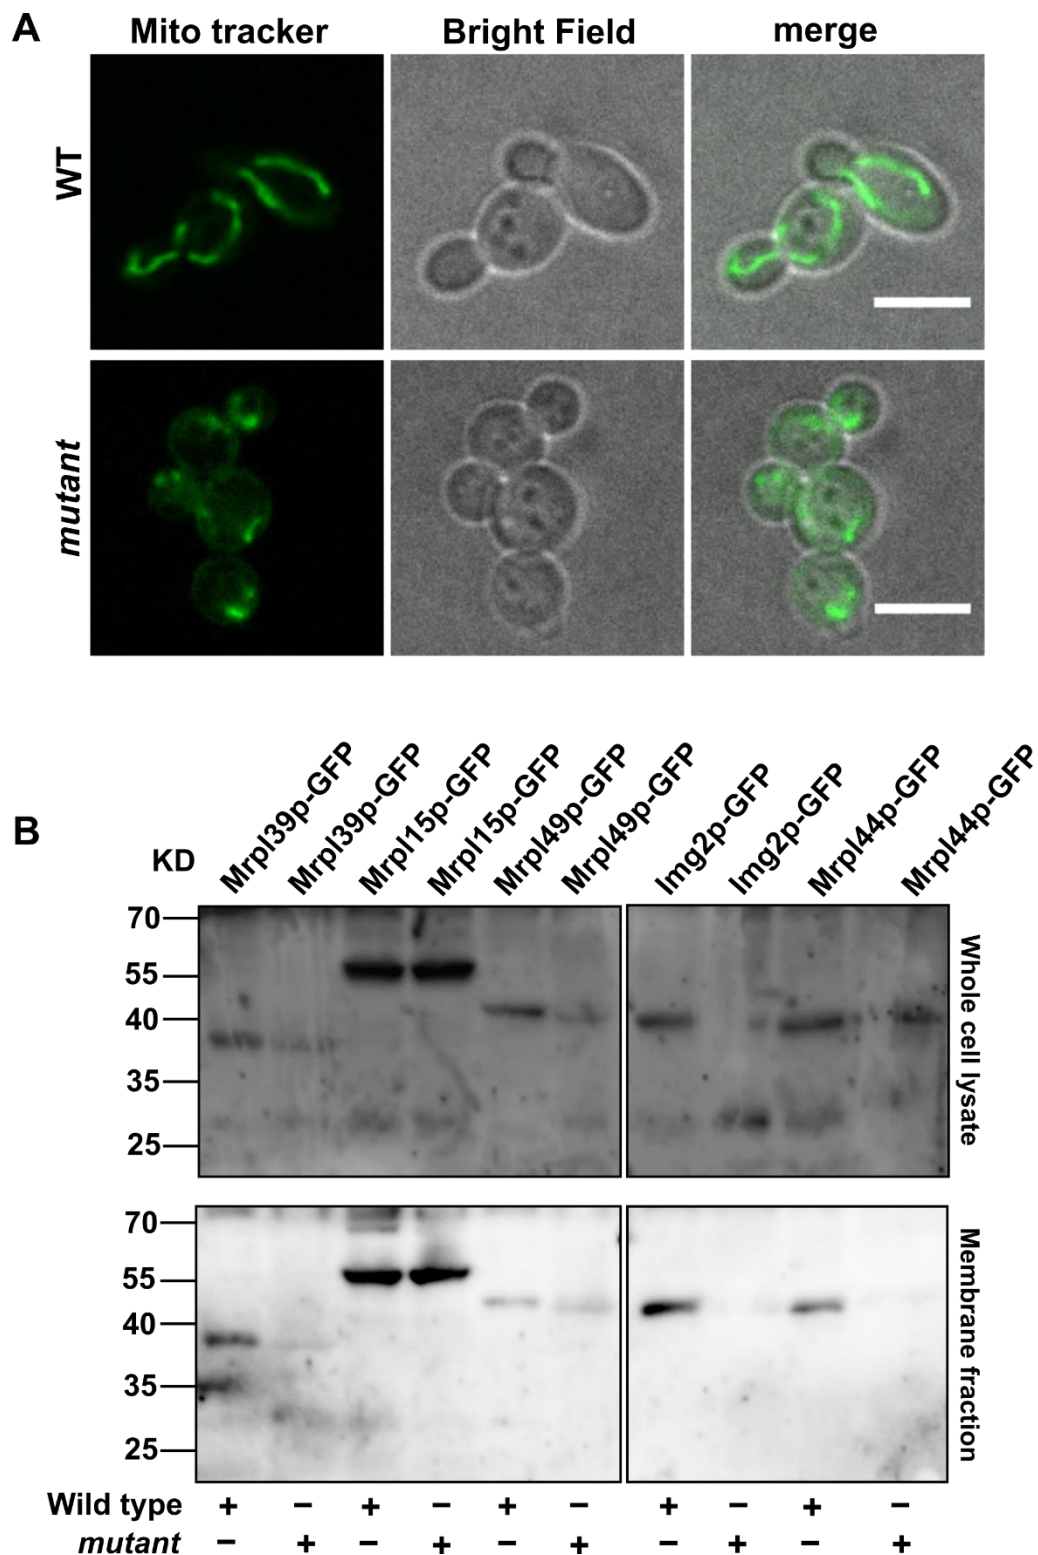 A
Mito tracker Bright Field merge
WT
mutant
B
KD
Mrpl39p-GFP Mrpl39p-GFP Mrpl15p-GFP Mrpl15p-GFP Mrpl49p-GFP Mrpl49p-GFP Img2p-GFP Img2p-GFP Mrpl44p-GFP Mrpl44p-GFP
70
55
40
35
25
Whole cell lysate
70
55
40
35
25
Membrane fraction
Wild type + − + − + − + − + −
mutant − + − + − + − + − +